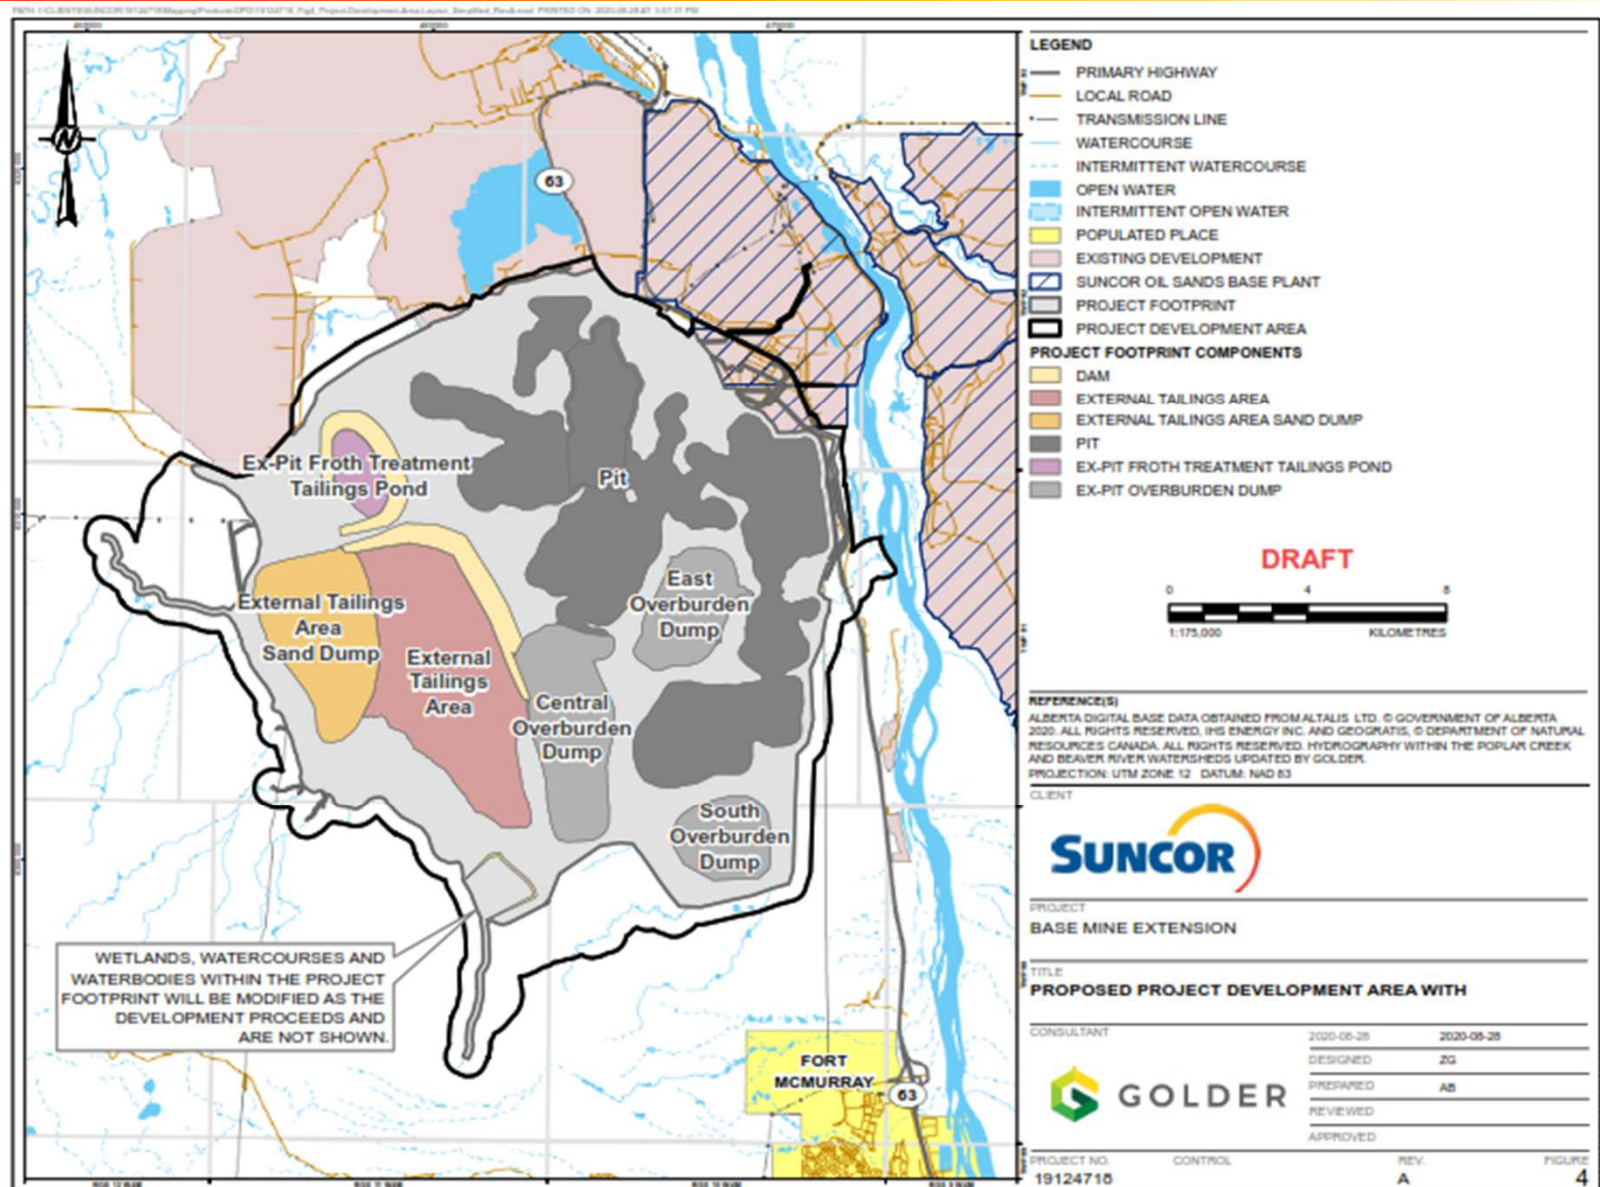 63
Ex-Pit Froth Treatment
Tailings Pond
Pit
External Tailings
Area
Sand Dump
External
Tailings
Area
East
Overburden
Dump
Central
Overburden
Dump
South
Overburden
Dump
WETLANDS, WATERCOURSES AND
WATERBODIES WITHIN THE PROJECT
FOOTPRINT WILL BE MODIFIED AS THE
DEVELOPMENT PROCEEDS AND
ARE NOT SHOWN.
FORT
MCMURRAY
63
N
LEGEND
PRIMARY HIGHWAY
LOCAL ROAD
TRANSMISSION LINE
WATERCOURSE
INTERMITTENT WATERCOURSE
OPEN WATER
INTERMITTENT OPEN WATER
POPULATED PLACE
EXISTING DEVELOPMENT
SUNCOR OIL SANDS BASE PLANT
PROJECT FOOTPRINT
PROJECT DEVELOPMENT AREA
PROJECT FOOTPRINT COMPONENTS
DAM
EXTERNAL TAILINGS AREA
EXTERNAL TAILINGS AREA SAND DUMP
PIT
EX-PIT FROTH TREATMENT TAILINGS POND
EX-PIT OVERBURDEN DUMP
DRAFT
0 4 8
1:175,000 KILOMETRES
REFERENCE(S)
ALBERTA DIGITAL BASE DATA OBTAINED FROM ALTALIS LTD. © GOVERNMENT OF ALBERTA
2020. ALL RIGHTS RESERVED, IHS ENERGY INC. AND GEOGRATIS, © DEPARTMENT OF NATURAL
RESOURCES CANADA. ALL RIGHTS RESERVED. HYDROGRAPHY WITHIN THE POPLAR CREEK
AND BEAVER RIVER WATERSHEDS UPDATED BY GOLDER.
PROJECTION: UTM ZONE 12 DATUM: NAD 83
CLIENT
SUNCOR
PROJECT
BASE MINE EXTENSION
TITLE
PROPOSED PROJECT DEVELOPMENT AREA WITH
CONSULTANT
GOLDER
2020-08-28 2020-08-28
DESIGNED ZG
PREPARED AB
REVIEWED
APPROVED
PROJECT NO. CONTROL REV. FIGURE
19124718 A 4